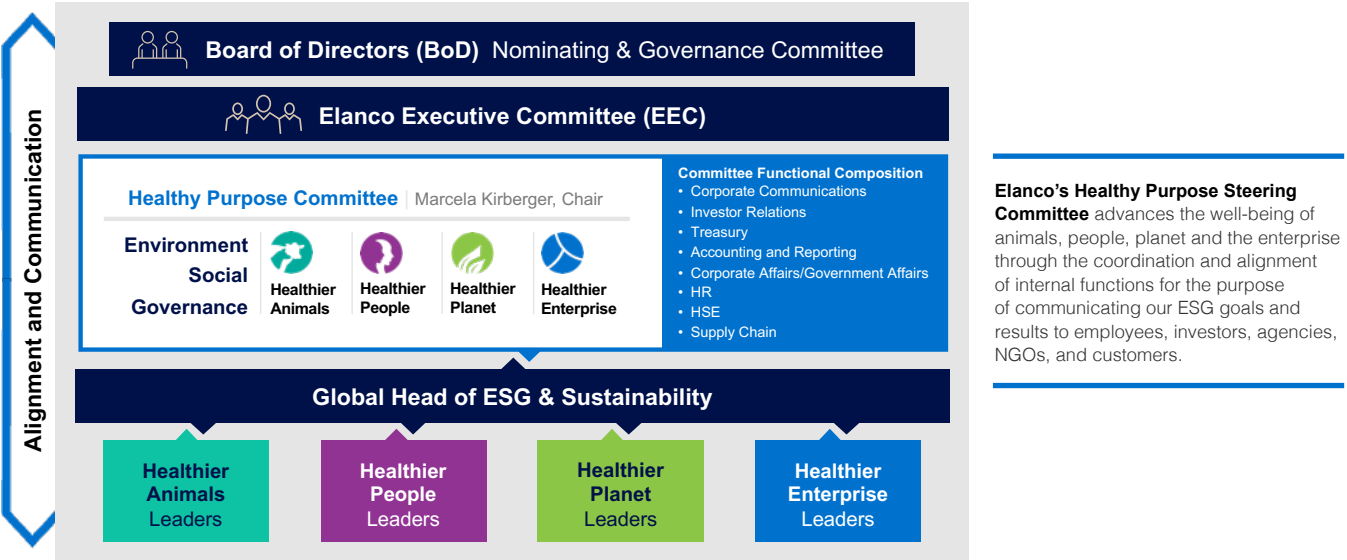 Alignment and Communication
Board of Directors (BoD) Nominating & Governance Committee
Elanco Executive Committee (EEC)
Healthy Purpose Committee | Marcela Kirberger, Chair
Environment
Social
Governance
Healthier
Animals
Healthier
People
Healthier
Planet
Healthier
Enterprise
Committee Functional Composition
• Corporate Communications
• Investor Relations
• Treasury
• Accounting and Reporting
• Corporate Affairs/Government Affairs
• HR
• HSE
• Supply Chain
Global Head of ESG & Sustainability
Healthier
Animals
Leaders
Healthier
People
Leaders
Healthier
Planet
Leaders
Healthier
Enterprise
Leaders
Elanco’s Healthy Purpose Steering
Committee advances the well-being of
animals, people, planet and the enterprise
through the coordination and alignment
of internal functions for the purpose
of communicating our ESG goals and
results to employees, investors, agencies,
NGOs, and customers.